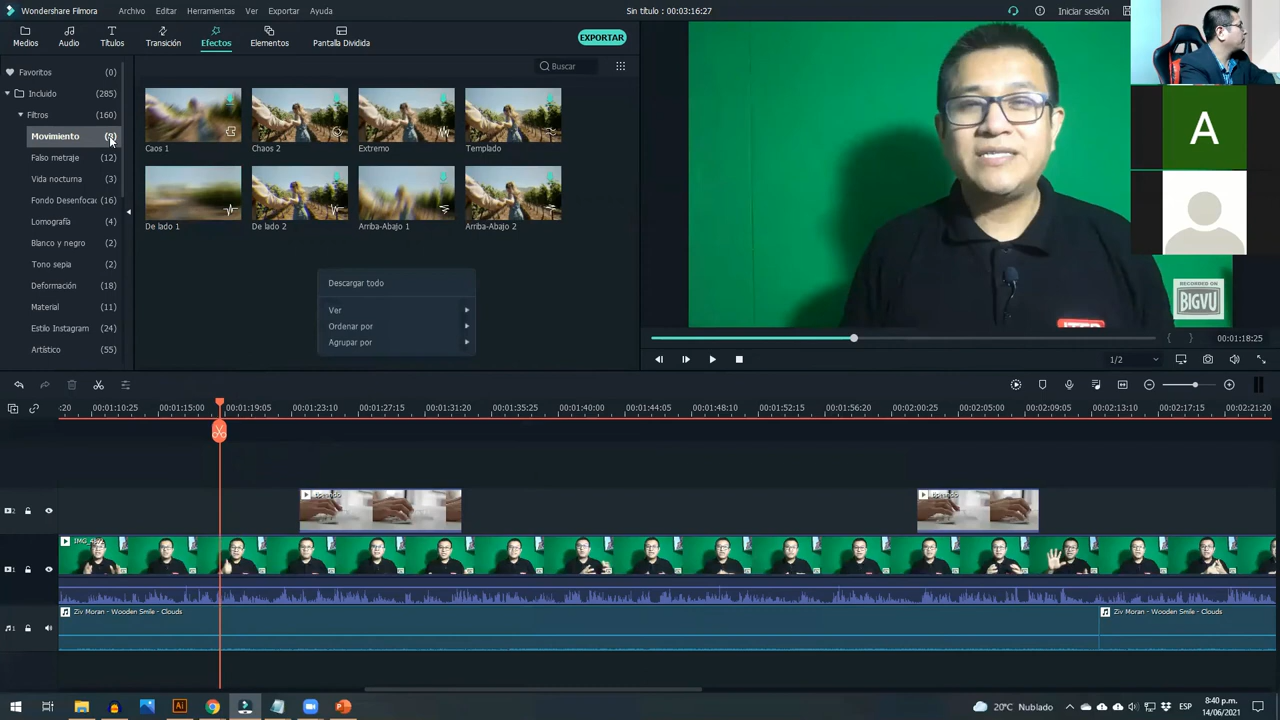 Wondershare Filmora
Archivo Editar Herramientas Ver Exportar Ayuda
Sin título : 00:03:16:27
Iniciar sesión
Medios Audio Títulos Transición Efectos Elementos Pantalla Dividida
EXPORTAR
Favoritos (0)
Buscar
Incluido (285)
Filtros (160)
Movimiento
Falso metraje (12)
Vida nocturna (3)
Fondo Desenfocad (16)
Lomografía (4)
Blanco y negro (2)
Tono sepia (2)
Deformación (18)
Material (11)
Estilo Instagram (24)
Artístico (55)
Caos 1 Chaos 2 Extremo Templado
De lado 1 De lado 2 Arriba-Abajo 1 Arriba-Abajo 2
Descargar todo
Ver
Ordenar por
Agrupar por
A
RECORDED ON
BIGVU
00:01:18:25
1/2
:20 00:01:10:25 00:01:15:00 00:01:19:05 00:01:23:10 00:01:27:15 00:01:31:20 00:01:35:25 00:01:40:00 00:01:44:05 00:01:48:10 00:01:52:15 00:01:56:20 00:02:00:25 00:02:05:00 00:02:09:05 00:02:13:10 00:02:17:15 00:02:21:20
2
1
Ziv Moran - Wooden Smile - Clouds
Ziv Moran - Wooden Smile - Clouds
1
Ai
20°C Nublado
ESP
8:40 p.m.
14/06/2021